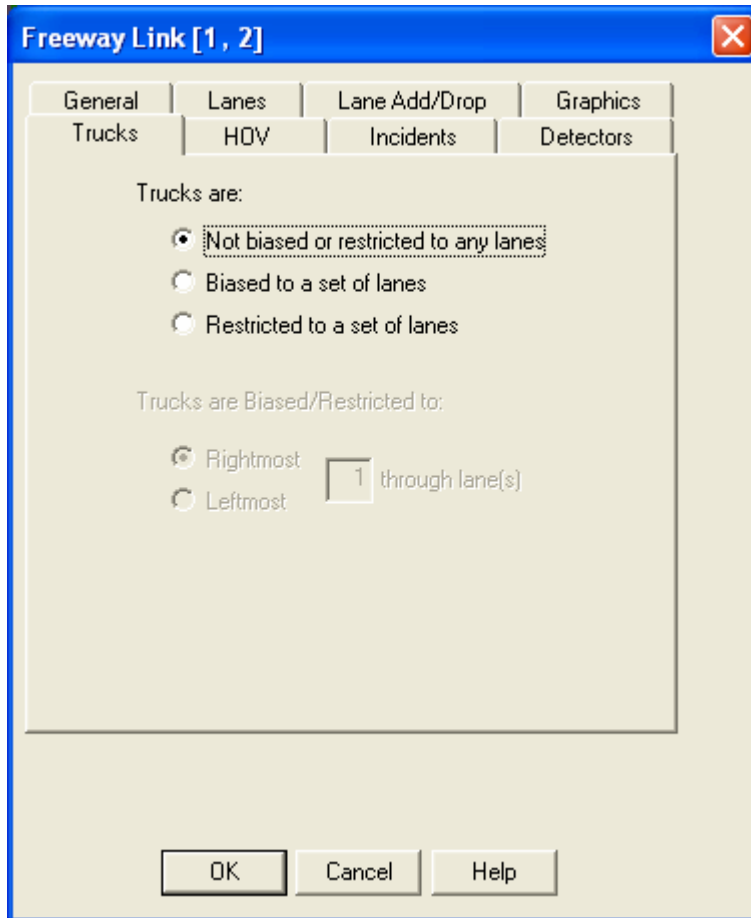 Freeway Link [1 , 2]
General Lanes Lane Add/Drop Graphics
Trucks HOV Incidents Detectors
Trucks are:
Not biased or restricted to any lanes
Biased to a set of lanes
Restricted to a set of lanes
Trucks are Biased/Restricted to:
Rightmost
1 through lane(s)
Leftmost
OK Cancel Help